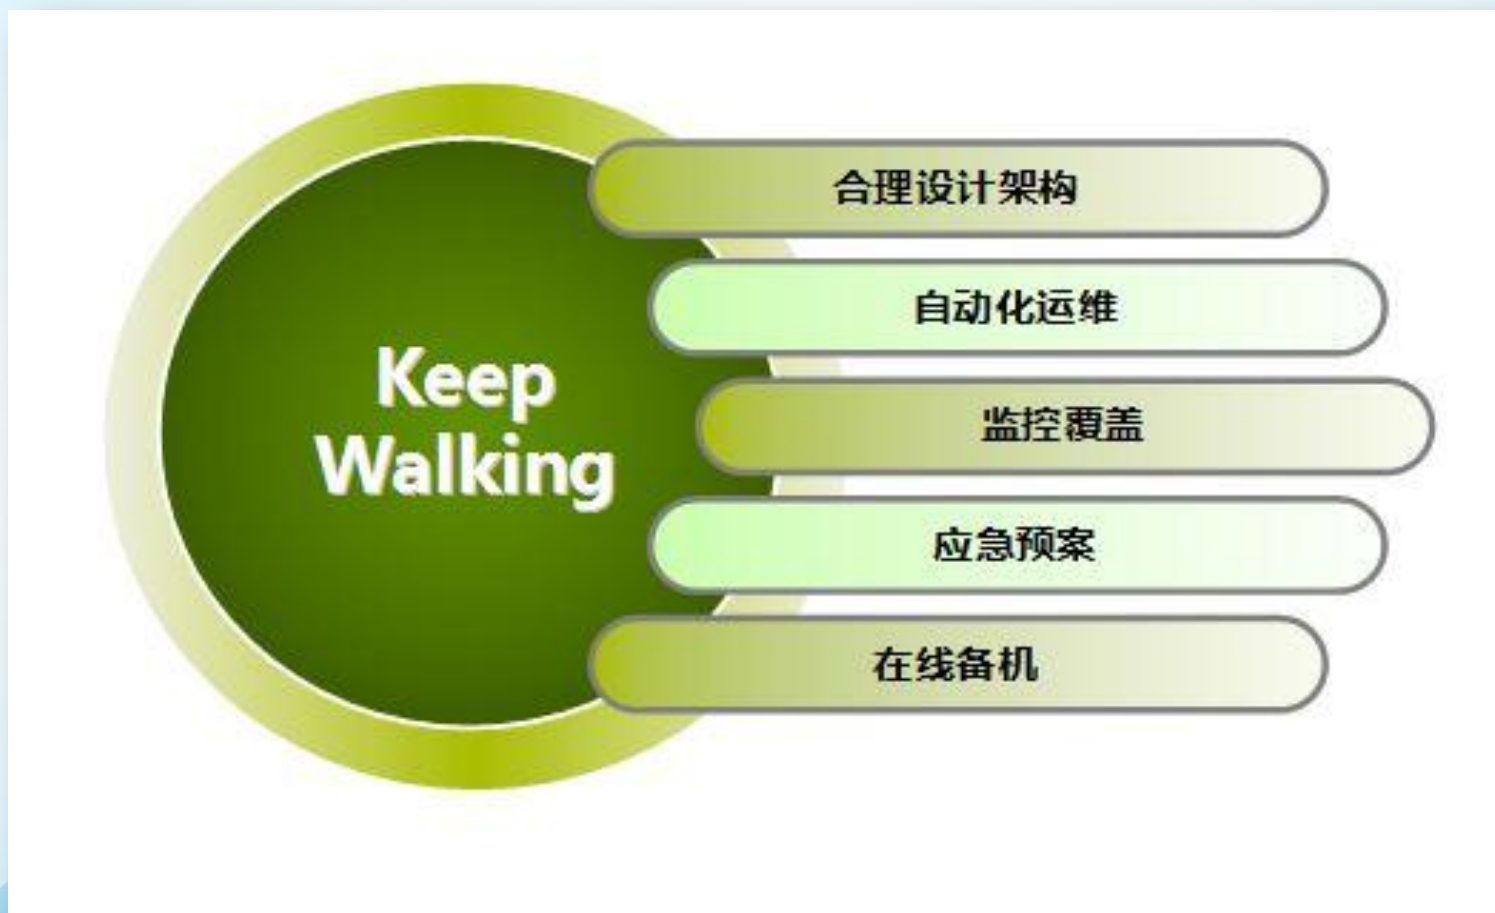 Keep
Walking
合理设计架构
自动化运维
监控覆盖
应急预案
在线备机